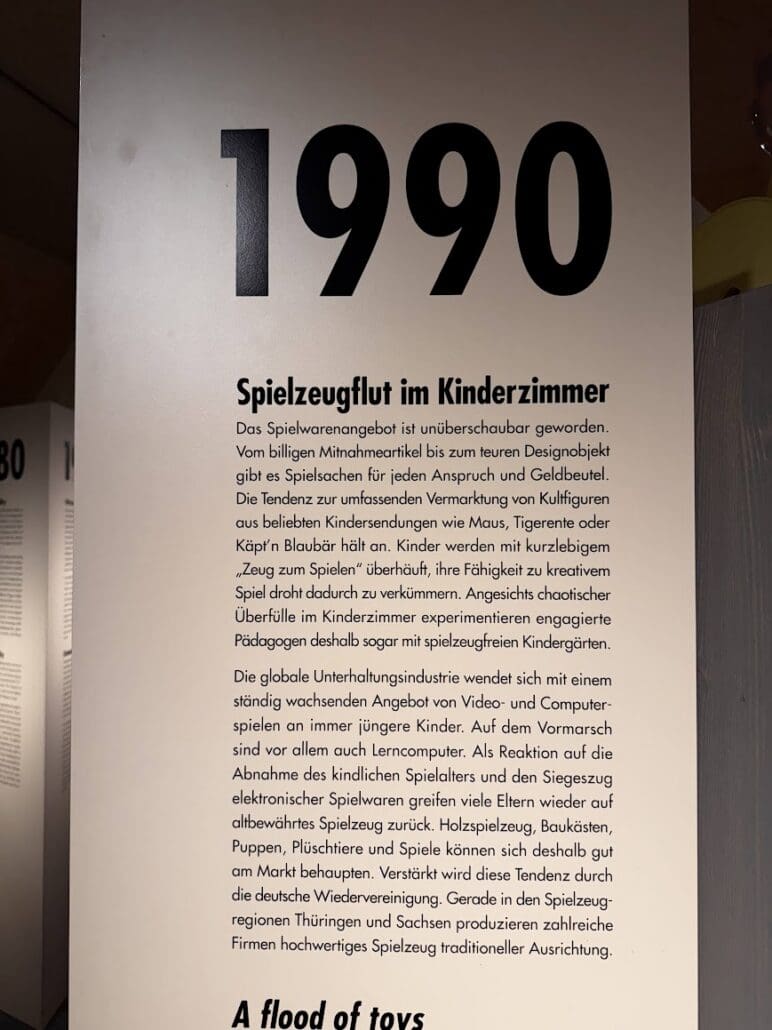 1990
Spielzeugflut im Kinderzimmer
Das Spielwarenangebot ist unüberschaubar geworden.
Vom billigen Mitnahmeartikel bis zum teuren Designobjekt
gibt es Spielsachen für jeden Anspruch und Geldbeutel.
Die Tendenz zur umfassenden Vermarktung von Kultfiguren
aus beliebten Kindersendungen wie Maus, Tigerente oder
Käpt’n Blaubär hält an. Kinder werden mit kurzlebigem
„Zeug zum Spielen“ überhäuft, ihre Fähigkeit zu kreativem
Spiel droht dadurch zu verkümmern. Angesichts chaotischer
Überfülle im Kinderzimmer experimentieren engagierte
Pädagogen deshalb sogar mit spielzeugfreien Kindergärten.
Die globale Unterhaltungsindustrie wendet sich mit einem
ständig wachsenden Angebot von Video- und Computer-
spielen an immer jüngere Kinder. Auf dem Vormarsch
sind vor allem auch Lerncomputer. Als Reaktion auf die
Abnahme des kindlichen Spielalters und den Siegeszug
elektronischer Spielwaren greifen viele Eltern wieder auf
altbewährtes Spielzeug zurück. Holzspielzeug, Baukästen,
Puppen, Plüschtiere und Spiele können sich deshalb gut
am Markt behaupten. Verstärkt wird diese Tendenz durch
die deutsche Wiedervereinigung. Gerade in den Spielzeug-
regionen Thüringen und Sachsen produzieren zahlreiche
Firmen hochwertiges Spielzeug traditioneller Ausrichtung.
A flood of toys
80